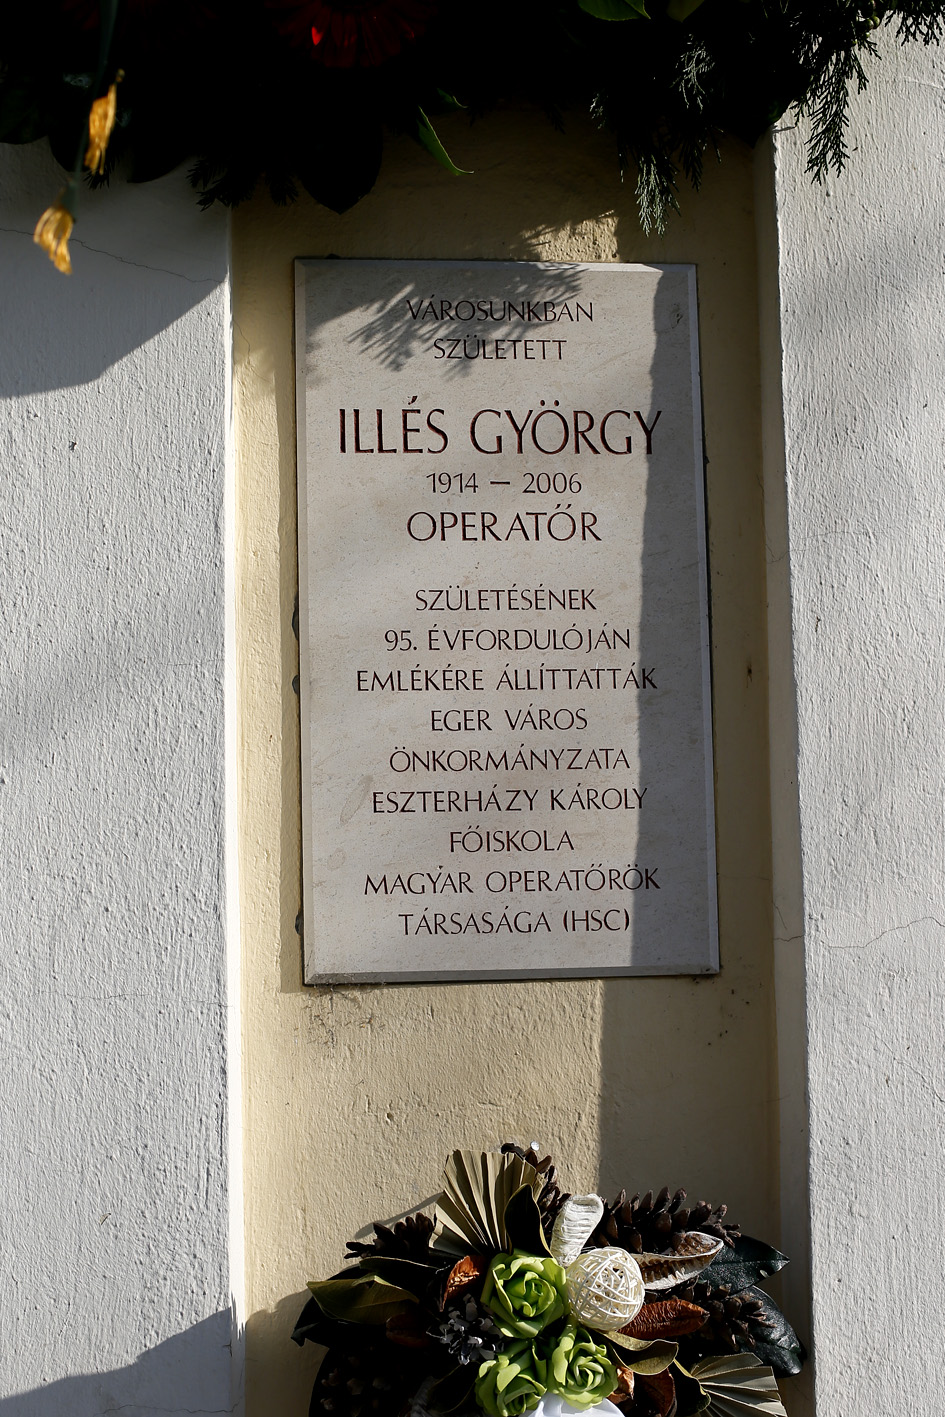 VÁROSUNKBAN
SZÜLETETT
ILLÉS GYÖRGY
1914 – 2006
OPERATŐR
SZÜLETÉSÉNEK
95. ÉVFORDULÓJÁN
EMLÉKÉRE ÁLLÍTTATTÁK
EGER VÁROS
ÖNKORMÁNYZATA
ESZTERHÁZY KÁROLY
FŐISKOLA
MAGYAR OPERATŐRÖK
TÁRSASÁGA (HSC)